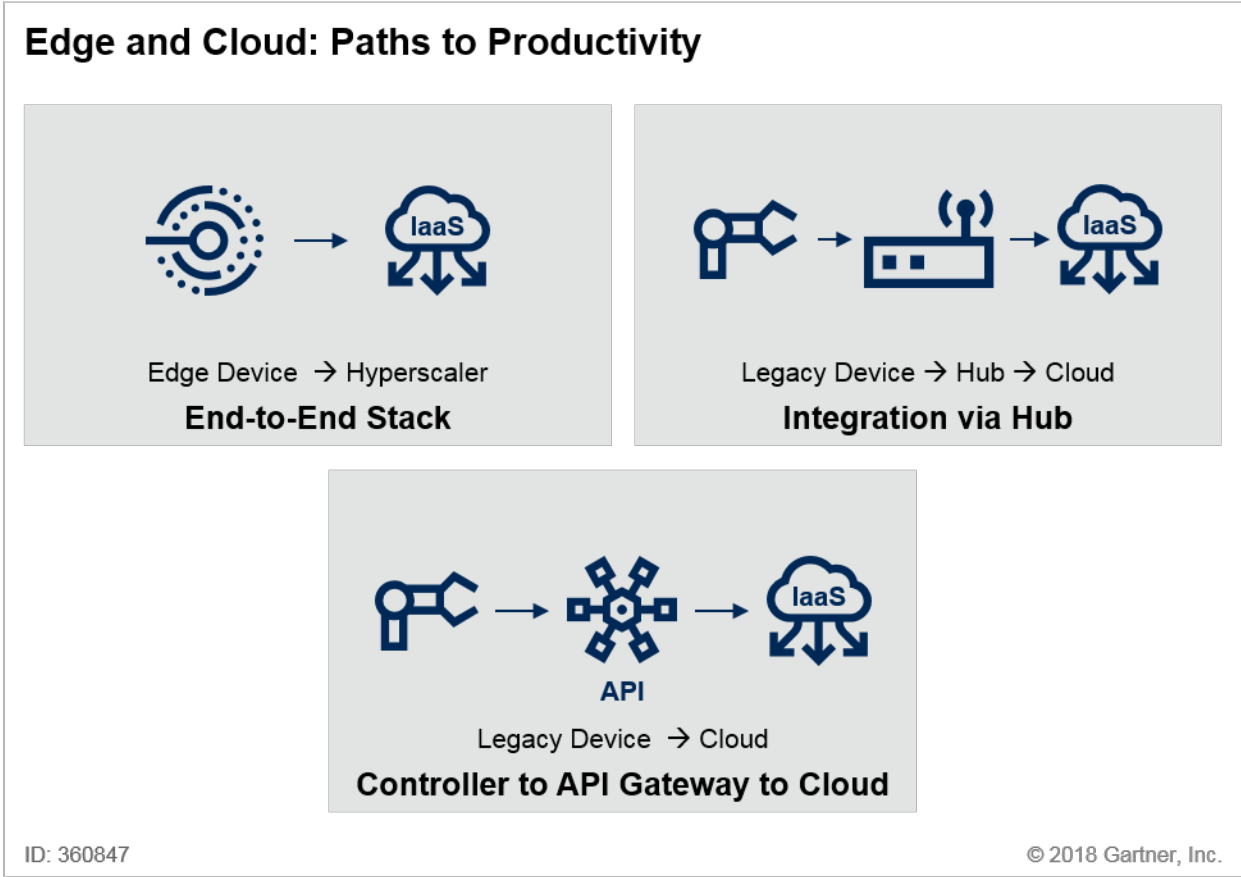 Edge and Cloud: Paths to Productivity
IaaS
Edge Device → Hyperscaler
End-to-End Stack
IaaS
Legacy Device → Hub → Cloud
Integration via Hub
IaaS
API
Legacy Device → Cloud
Controller to API Gateway to Cloud
ID: 360847
© 2018 Gartner, Inc.